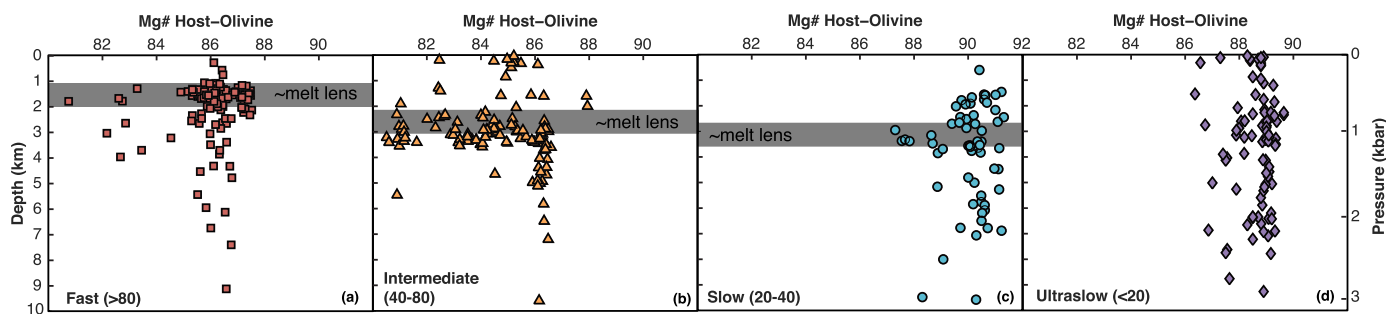 Mg# Host–Olivine Mg# Host–Olivine Mg# Host–Olivine Mg# Host–Olivine
82 84 86 88 90 82 84 86 88 90 82 84 86 88 90 92 82 84 86 88 90
0
1
2
3
4
5
6
7
8
9
10
Depth (km)
~melt lens
Fast (>80)
(a)
~melt lens
Intermediate
(40-80)
(b)
~melt lens
Slow (20-40)
(c)
Ultraslow (<20)
(d)
0
1
2
3
Pressure (kbar)